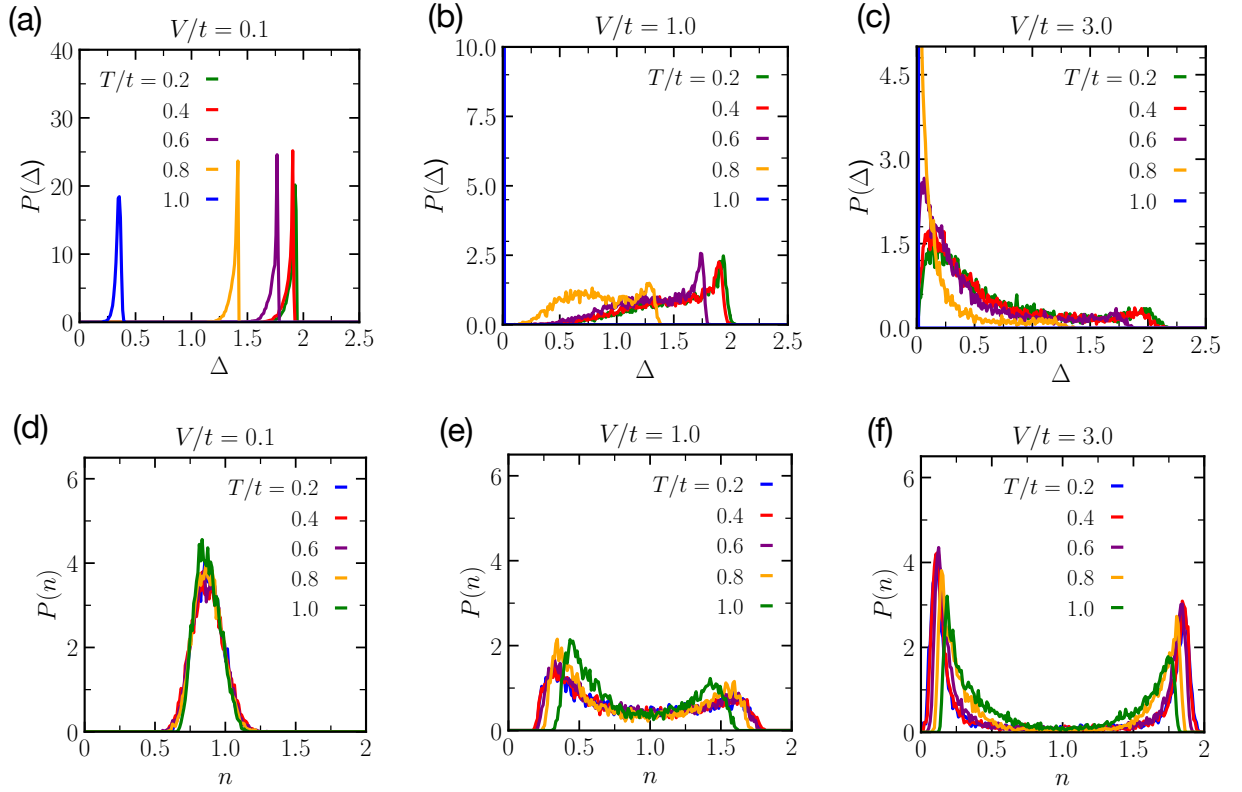 (a)
V/t = 0.1
40
30
20
10
0
P(Δ)
T/t = 0.2
0.4
0.6
0.8
1.0
0 0.5 1.0 1.5 2 2.5
Δ
(b)
V/t = 1.0
10.0
7.5
5.0
2.5
0.0
P(Δ)
T/t = 0.2
0.4
0.6
0.8
1.0
0 0.5 1.0 1.5 2 2.5
Δ
(c)
V/t = 3.0
4.5
3.0
1.5
0.0
P(Δ)
T/t = 0.2
0.4
0.6
0.8
1.0
0 0.5 1.0 1.5 2 2.5
Δ
(d)
V/t = 0.1
6
4
2
0
P(n)
T/t = 0.2
0.4
0.6
0.8
1.0
0 0.5 1.0 1.5 2
n
(e)
V/t = 1.0
6
4
2
0
P(n)
T/t = 0.2
0.4
0.6
0.8
1.0
0 0.5 1.0 1.5 2
n
(f)
V/t = 3.0
6
4
2
0
P(n)
T/t = 0.2
0.4
0.6
0.8
1.0
0 0.5 1.0 1.5 2
n